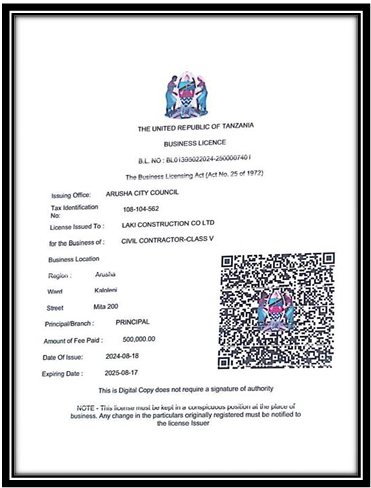 THE UNITED REPUBLIC OF TANZANIA
BUSINESS LICENCE
B.L. NO : BL01395022024-2500007401
The Business Licensing Act (Act No. 25 of 1972)
Issuing Office: ARUSHA CITY COUNCIL
Tax Identification No: 108-104-562
License Issued To : LAKI CONSTRUCTION CO LTD
for the Business of : CIVIL CONTRACTOR-CLASS V
Business Location
Region : Arusha
Ward Kaloleni
Street Mita 200
Principal/Branch : PRINCIPAL
Amount of Fee Paid : 500,000.00
Date Of Issue: 2024-08-18
Expiring Date : 2025-08-17
This is Digital Copy does not require a signature of authority
NOTE - This license must be kept in a conspicuous position at the place of
business. Any change in the particulars originally registered must be notified to
the license Issuer